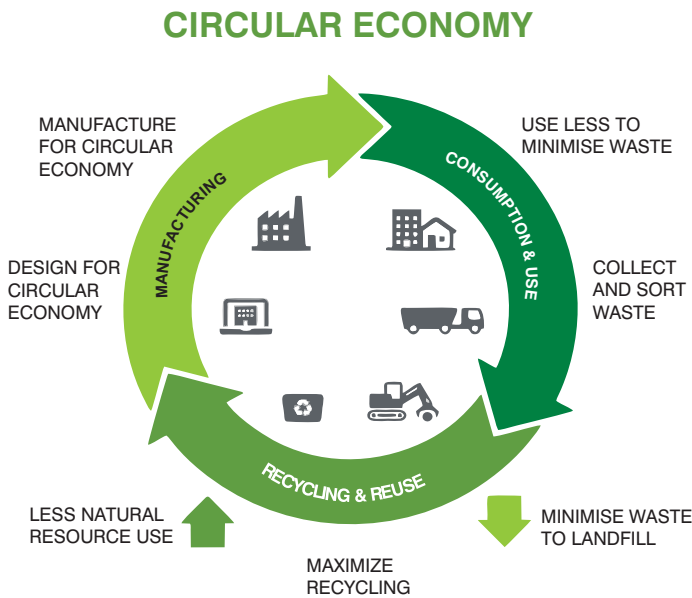 CIRCULAR ECONOMY
MANUFACTURE
FOR CIRCULAR
ECONOMY
USE LESS TO
MINIMISE WASTE
MANUFACTURING
CONSUMPTION & USE
DESIGN FOR
CIRCULAR
ECONOMY
COLLECT
AND SORT
WASTE
RECYCLING & REUSE
LESS NATURAL
RESOURCE USE
MINIMISE WASTE
TO LANDFILL
MAXIMIZE
RECYCLING